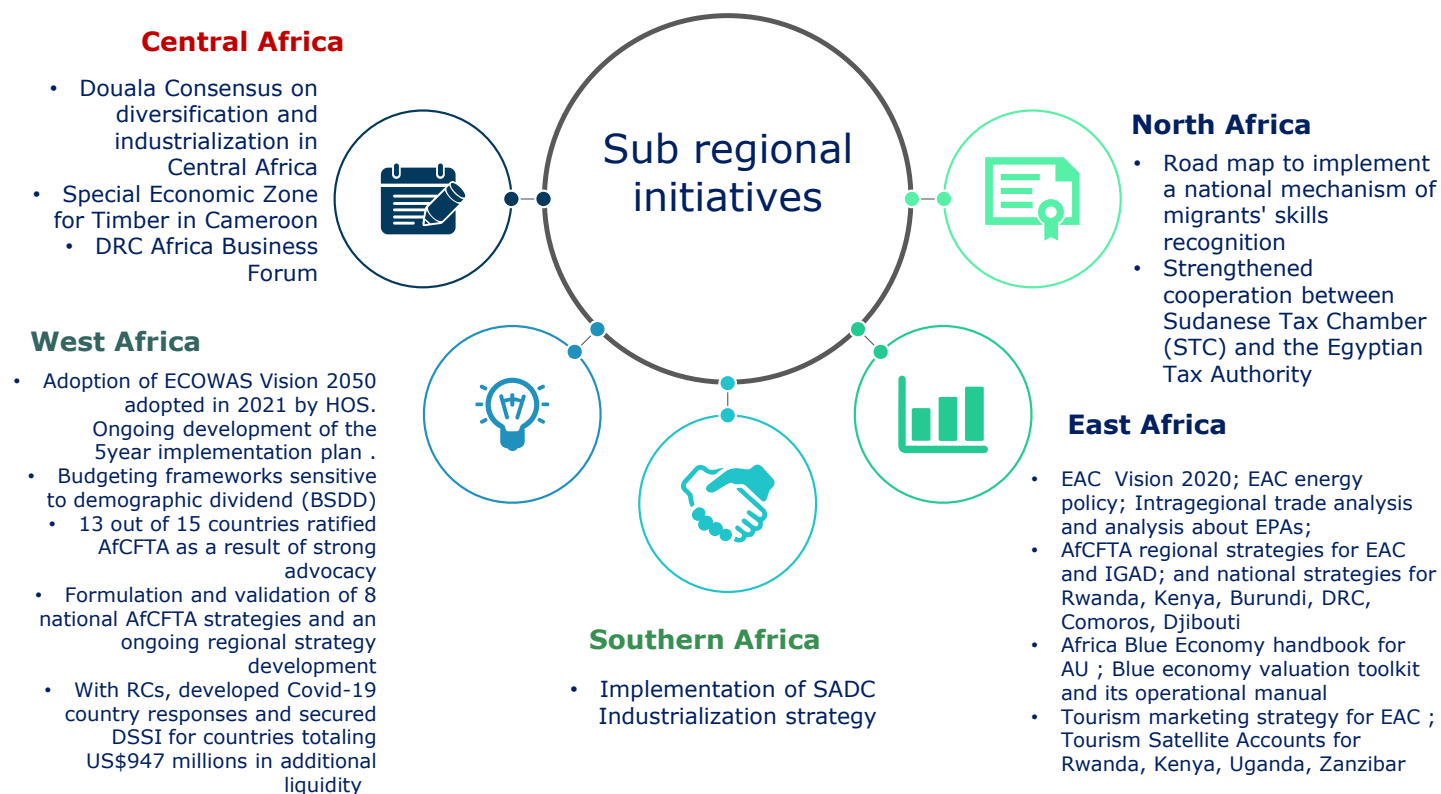 Sub regional
initiatives
Central Africa
• Douala Consensus on
diversification and
industrialization in
Central Africa
• Special Economic Zone
for Timber in Cameroon
• DRC Africa Business
Forum
West Africa
• Adoption of ECOWAS Vision 2050
adopted in 2021 by HOS.
Ongoing development of the
5year implementation plan .
• Budgeting frameworks sensitive
to demographic dividend (BSDD)
• 13 out of 15 countries ratified
AfCFTA as a result of strong
advocacy
• Formulation and validation of 8
national AfCFTA strategies and an
ongoing regional strategy
development
• With RCs, developed Covid-19
country responses and secured
DSSI for countries totaling
US$947 millions in additional
liquidity
Southern Africa
• Implementation of SADC
Industrialization strategy
North Africa
• Road map to implement
a national mechanism of
migrants' skills
recognition
• Strengthened
cooperation between
Sudanese Tax Chamber
(STC) and the Egyptian
Tax Authority
East Africa
• EAC Vision 2020; EAC energy
policy; Intragegional trade analysis
and analysis about EPAs;
• AfCFTA regional strategies for EAC
and IGAD; and national strategies for
Rwanda, Kenya, Burundi, DRC,
Comoros, Djibouti
• Africa Blue Economy handbook for
AU ; Blue economy valuation toolkit
and its operational manual
• Tourism marketing strategy for EAC ;
Tourism Satellite Accounts for
Rwanda, Kenya, Uganda, Zanzibar